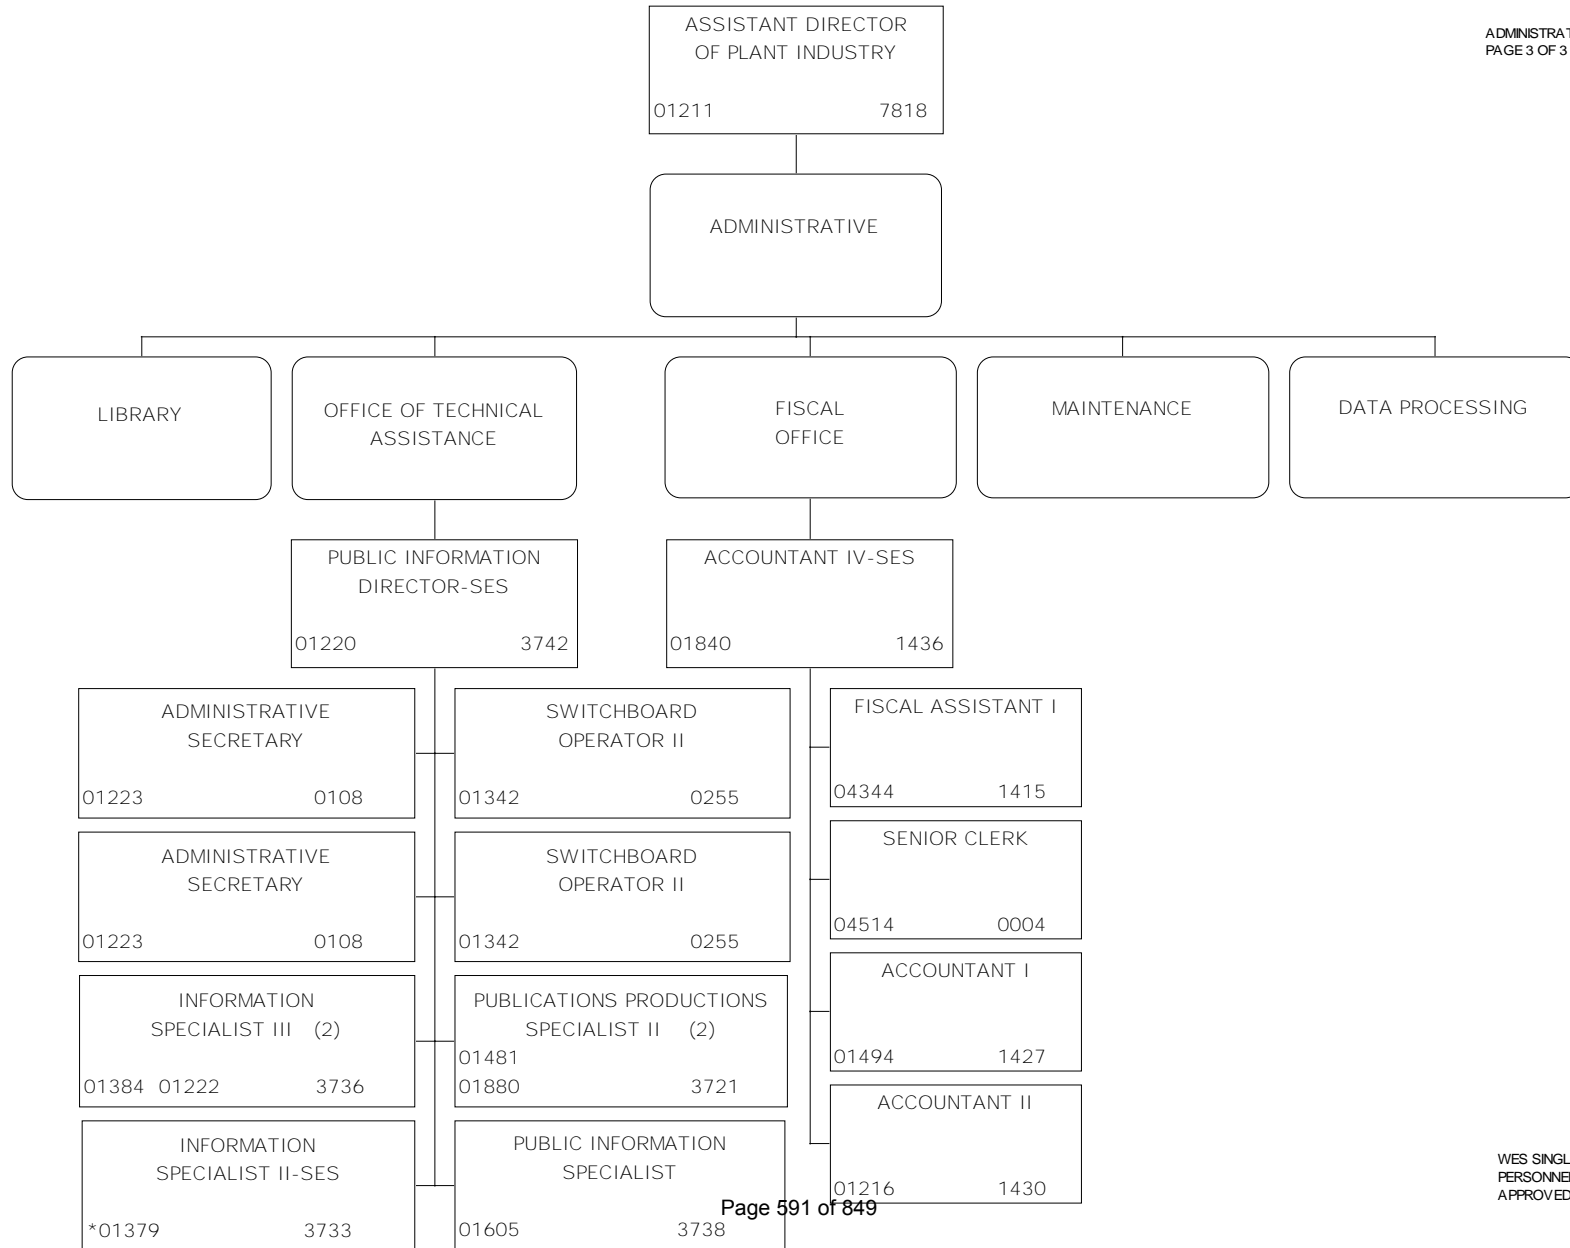 ASSISTANT DIRECTOR
OF PLANT INDUSTRY
01211 7818
PAGE 3 OF 3
ADMINISTRATIVE
LIBRARY
OFFICE OF TECHNICAL
ASSISTANCE
FISCAL
OFFICE
MAINTENANCE
DATA PROCESSING
PUBLIC INFORMATION
DIRECTOR-SES
01220 3742
ACCOUNTANT IV-SES
01840 1436
ADMINISTRATIVE
SECRETARY
01223 0108
SWITCHBOARD
OPERATOR II
01342 0255
FISCAL ASSISTANT I
04344 1415
ADMINISTRATIVE
SECRETARY
01223 0108
SWITCHBOARD
OPERATOR II
01342 0255
SENIOR CLERK
04514 0004
INFORMATION
SPECIALIST III (2)
01384 01222 3736
PUBLICATIONS PRODUCTIONS
SPECIALIST II (2)
01481
01880 3721
ACCOUNTANT I
01494 1427
INFORMATION
SPECIALIST II-SES
*01379 3733
PUBLIC INFORMATION
SPECIALIST
01605 3738
ACCOUNTANT II
01216 1430
WES
APPROVED
Page 591 of 849